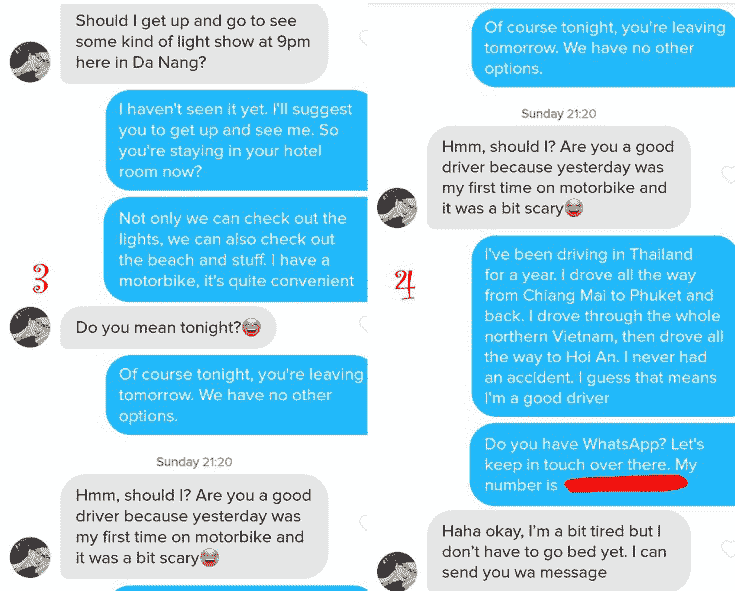 Should I get up and go to see
some kind of light show at 9pm
here in Da Nang?
I haven't seen it yet. I'll suggest
you to get up and see me. So
you're staying in your hotel
room now?
Not only we can check out the
lights, we can also check out
the beach and stuff. I have a
motorbike, it's quite convenient
3
Do you mean tonight?😂
Of course tonight, you're leaving
tomorrow. We have no other
options.
Sunday 21:20
Hmm, should I? Are you a good
driver because yesterday was
my first time on motorbike and
it was a bit scary😂
Of course tonight, you're leaving
tomorrow. We have no other
options.
Sunday 21:20
Hmm, should I? Are you a good
driver because yesterday was
my first time on motorbike and
it was a bit scary😂
4
I've been driving in Thailand
for a year. I drove all the way
from Chiang Mai to Phuket and
back. I drove through the whole
northern Vietnam, then drove all
the way to Hoi An. I never had
an accident. I guess that means
I'm a good driver
Do you have WhatsApp? Let's
keep in touch over there. My
number is
Haha okay, I'm a bit tired but I
don't have to go bed yet. I can
send you wa message